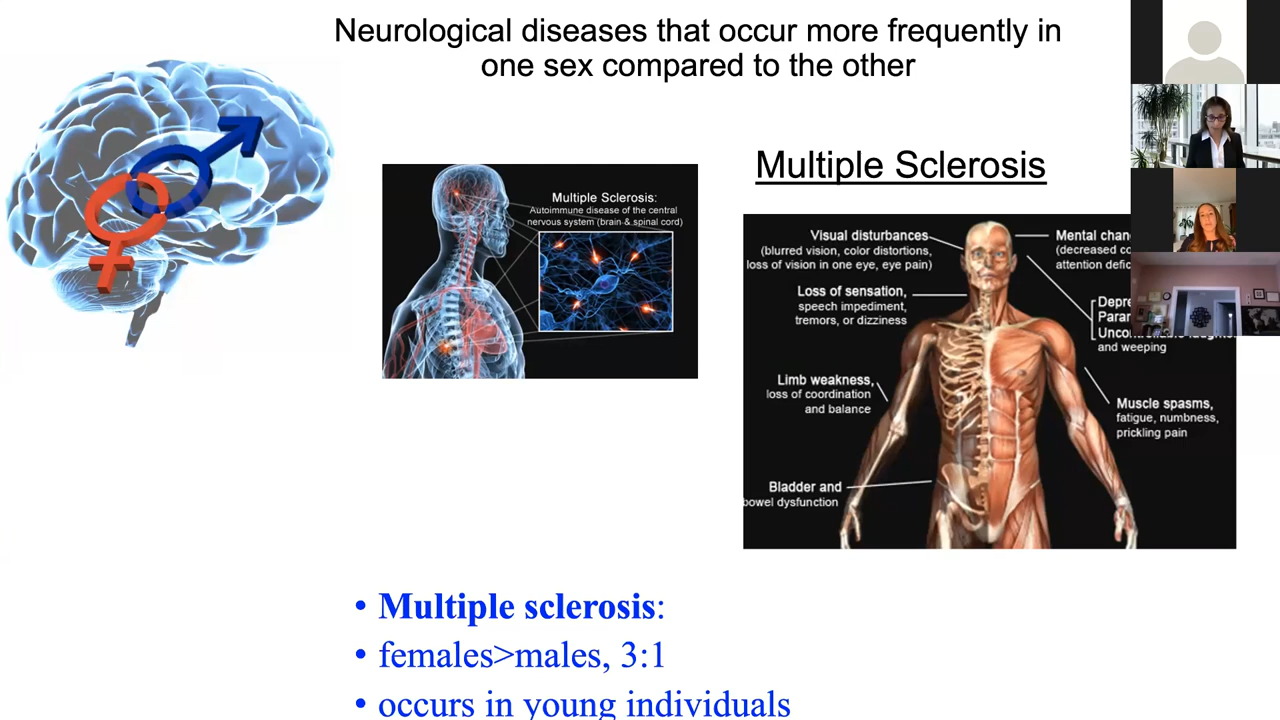 Neurological diseases that occur more frequently in
one sex compared to the other
Multiple Sclerosis:
Autoimmune disease of the central
nervous system (brain & spinal cord)
Multiple Sclerosis
Visual disturbances
(blurred vision, color distortions,
loss of vision in one eye, eye pain)
Loss of sensation,
speech impediment,
tremors, or dizziness
Limb weakness,
loss of coordination
and balance
Bladder and
bowel dysfunction
Mental
(decreased
attention
and weeping
Muscle spasms,
fatigue, numbness,
prickling pain
• Multiple sclerosis:
• females>males, 3:1
• occurs in young individuals